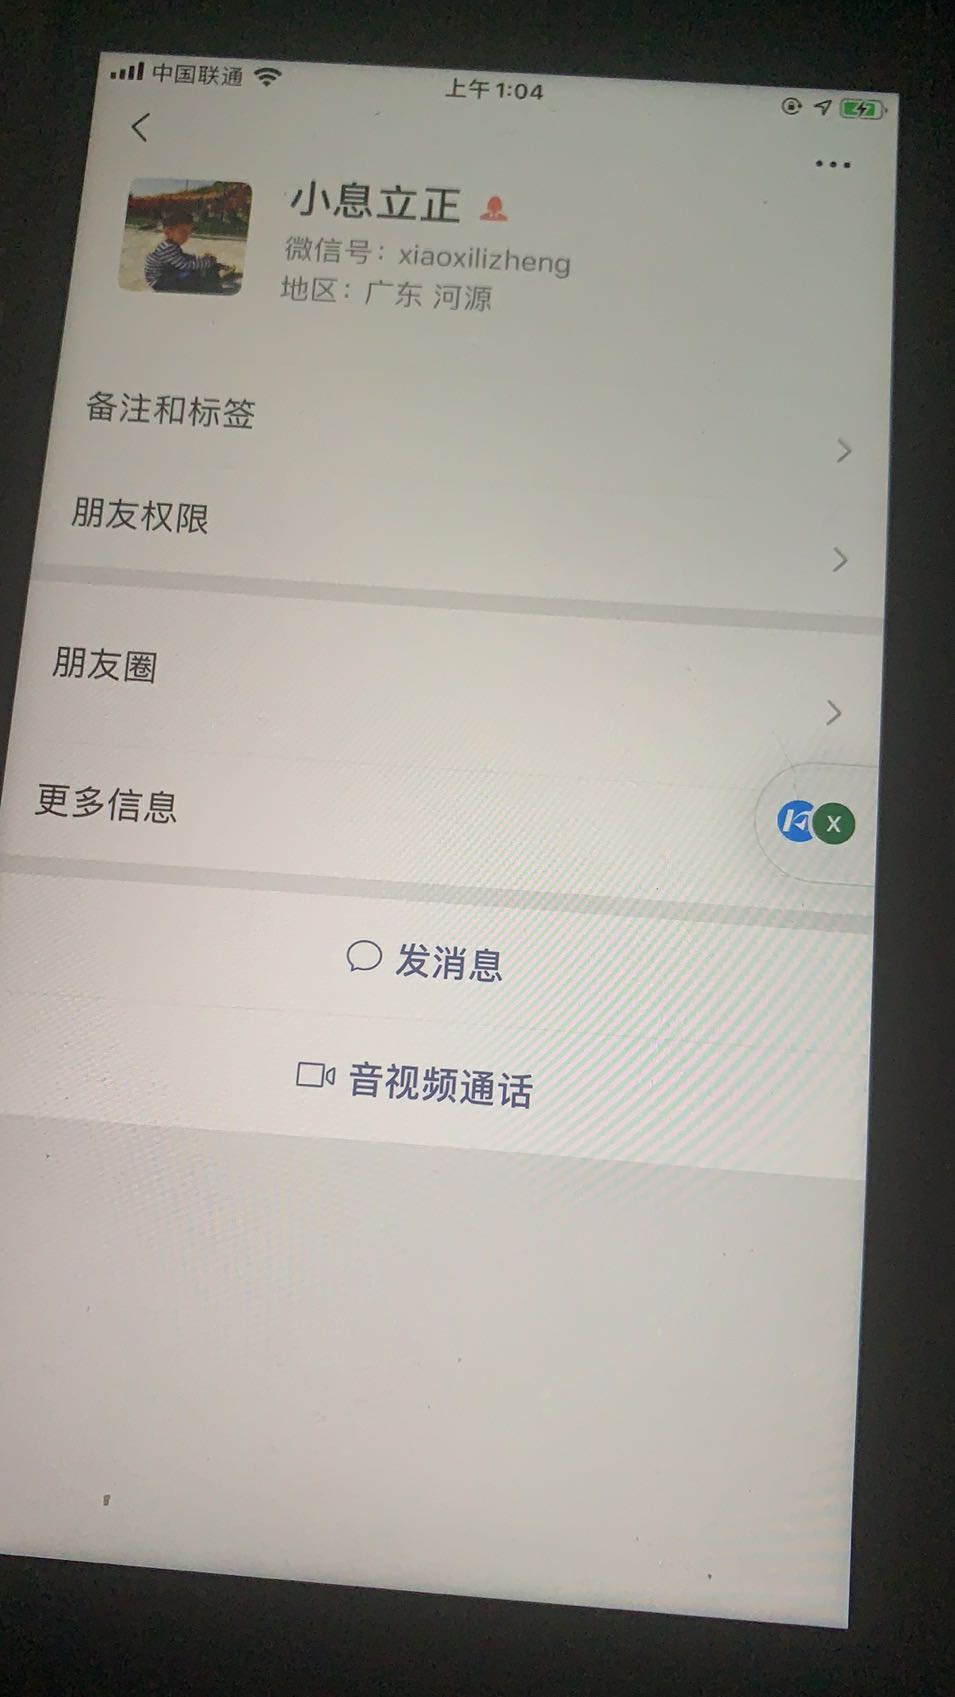 中国联通
上午1:04
小息立正
微信号：xiaoxilizheng
地区：广东 河源
备注和标签
朋友权限
朋友圈
更多信息
X
发消息
音视频通话